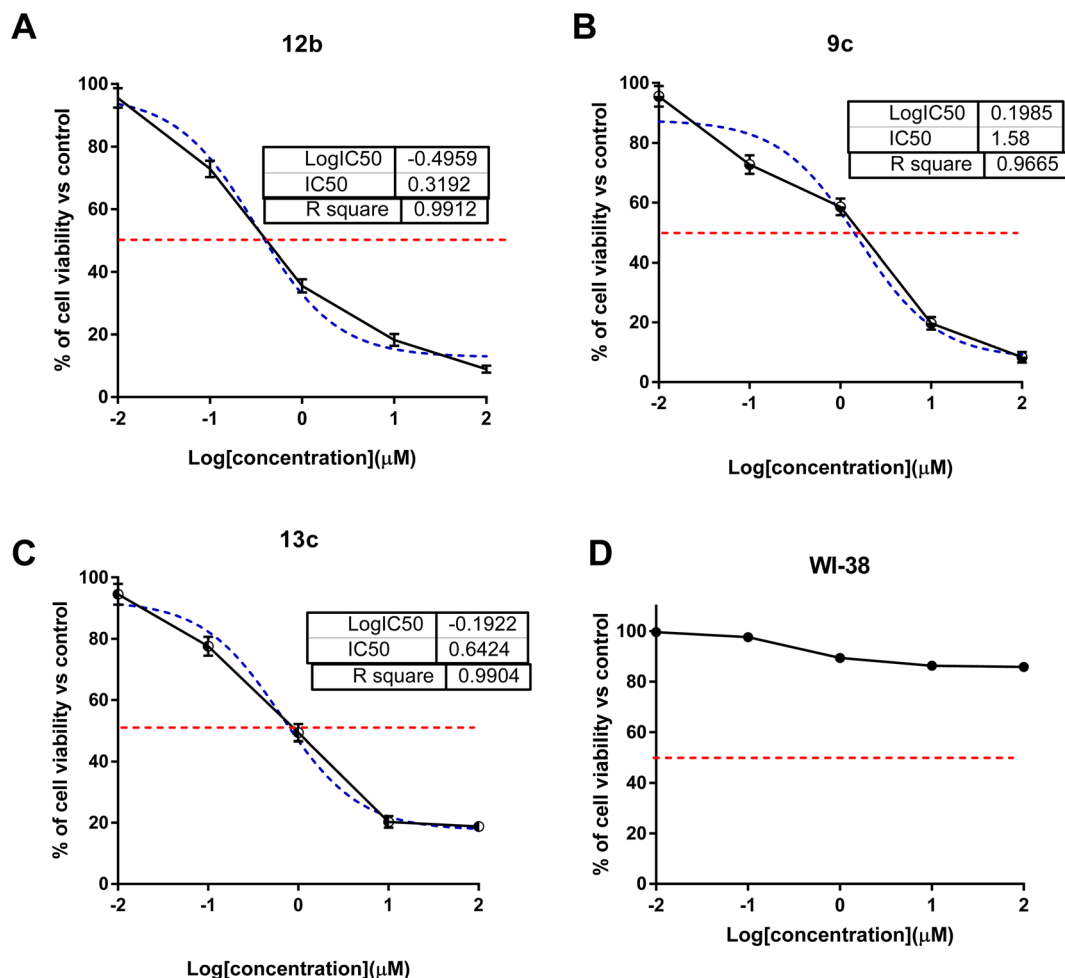 A
12b
% of cell viability vs control
100
80
60
40
20
0
-2 -1 0 1 2
Log[concentration](μM)
LogIC50 -0.4959
IC50 0.3192
R square 0.9912
B
9c
% of cell viability vs control
100
80
60
40
20
0
-2 -1 0 1 2
Log[concentration](μM)
LogIC50 0.1985
IC50 1.58
R square 0.9665
C
13c
% of cell viability vs control
100
80
60
40
20
0
-2 -1 0 1 2
Log[concentration](μM)
LogIC50 -0.1922
IC50 0.6424
R square 0.9904
D
WI-38
% of cell viability vs control
100
80
60
40
20
0
-2 -1 0 1 2
Log[concentration](μM)